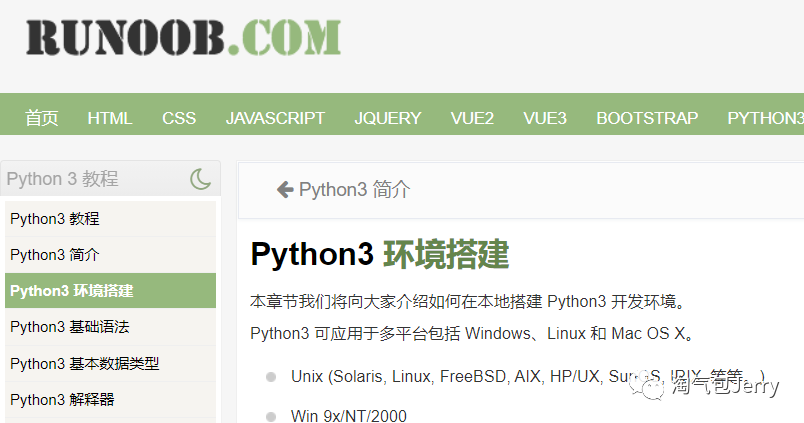 RUNOOB.COM
首页 HTML CSS JAVASCRIPT JQUERY VUE2 VUE3 BOOTSTRAP PYTHON3
Python 3 教程
Python3 教程
Python3 简介
Python3 环境搭建
Python3 基础语法
Python3 基本数据类型
Python3 解释器
Python3 简介
Python3 环境搭建
本章节我们将向大家介绍如何在本地搭建 Python3 开发环境。
Python3 可应用于多平台包括 Windows、Linux 和 Mac OS X。
Unix (Solaris, Linux, FreeBSD, AIX, HP/UX, SunOS, IRIX, 等等。)
Win 9x/NT/2000
淘气包Jerry